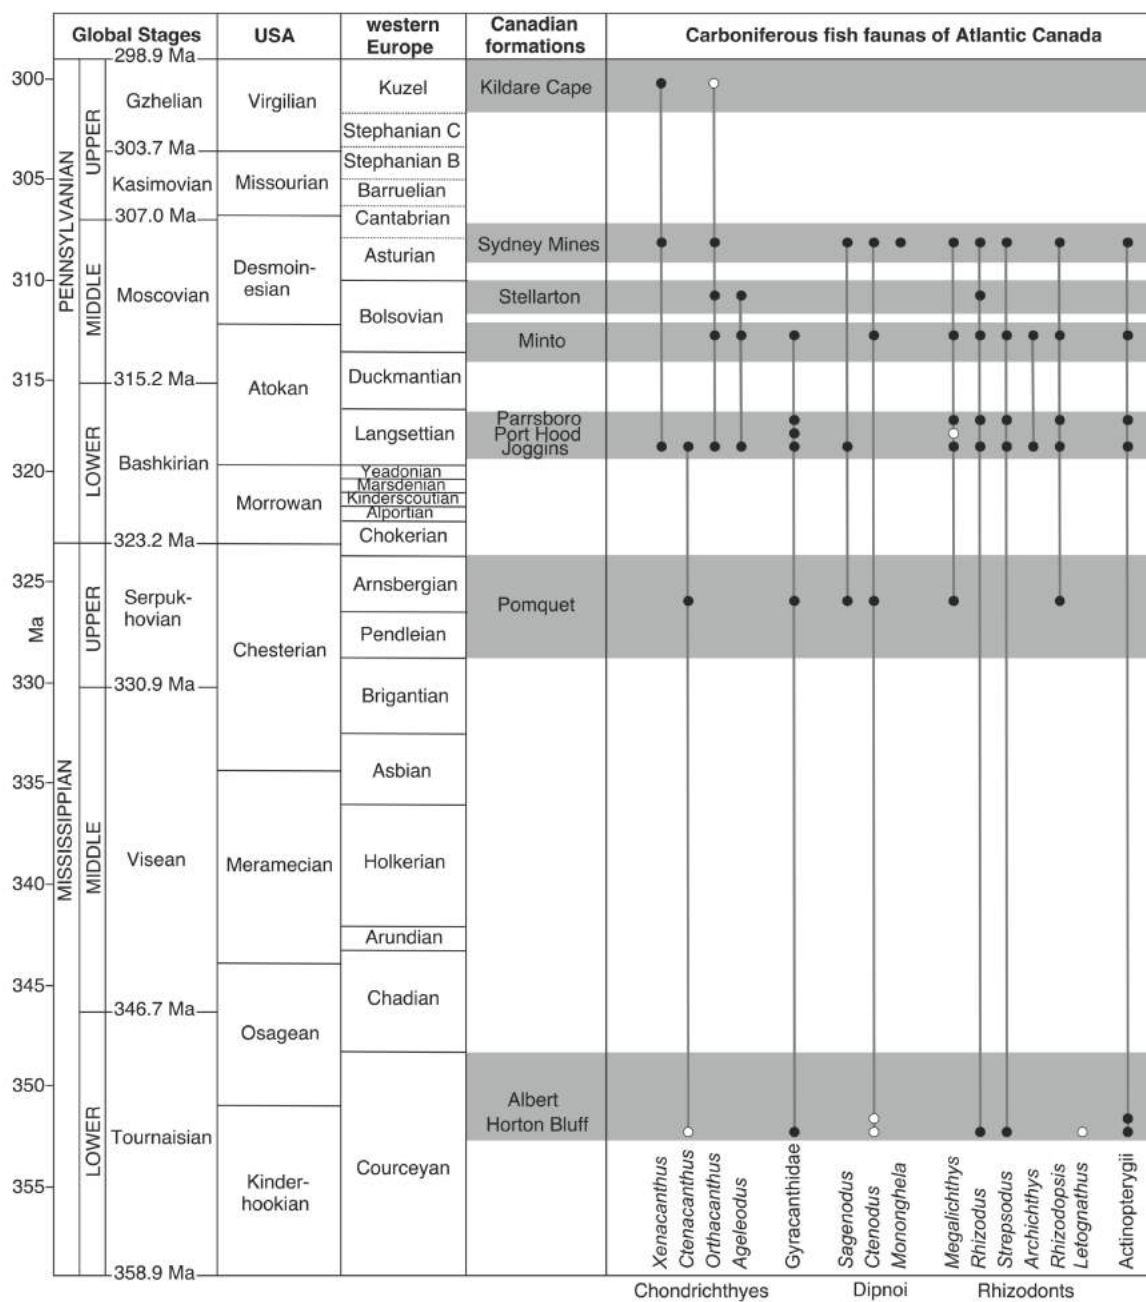 Global Stages
USA
western
Europe
Canadian
formations
Carboniferous fish faunas of Atlantic Canada
298.9 Ma
300
Gzhelian
Virgilian
Kuzel
Kildare Cape
Stephanian C
UPPER
303.7 Ma
Stephanian B
305
Kasimovian
Missourian
Barruelian
307.0 Ma
Cantabrian
Sydney Mines
Asturian
PENNSYLVANIAN
Desmoin-
esian
310
MIDDLE
Moscovian
Stellarton
Bolsovian
Minto
315
315.2 Ma
Atokan
Duckmantian
Parrsboro
Langsettian
Port Hood
Joggins
LOWER
Bashkirian
320
Yeadonian
Marsdenian
Kinderscoutian
Morrowan
Alportian
Chokerian
323.2 Ma
325
Arnsbergian
UPPER
Serpuk-
hovian
Pomquet
Ma
Pendleian
Chesterian
330
330.9 Ma
Brigantian
335
Asbian
MISSISSIPPIAN
MIDDLE
Visean
Meramecian
Holkerian
340
Arundian
345
Chadian
346.7 Ma
Osagean
350
Albert
Horton Bluff
LOWER
Tournaisian
Courceyan
355
Kinder-
hookian
358.9 Ma
Xenacanthus
Ctenacanthus
Orthacanthus
Ageleodus
Gyracanthidae
Sagenodus
Ctenodus
Mononghela
Megalichthys
Rhizodus
Strepsodus
Archichthys
Rhizodopsis
Letognathus
Actinopterygii
Chondrichthyes
Dipnoi
Rhizodonts